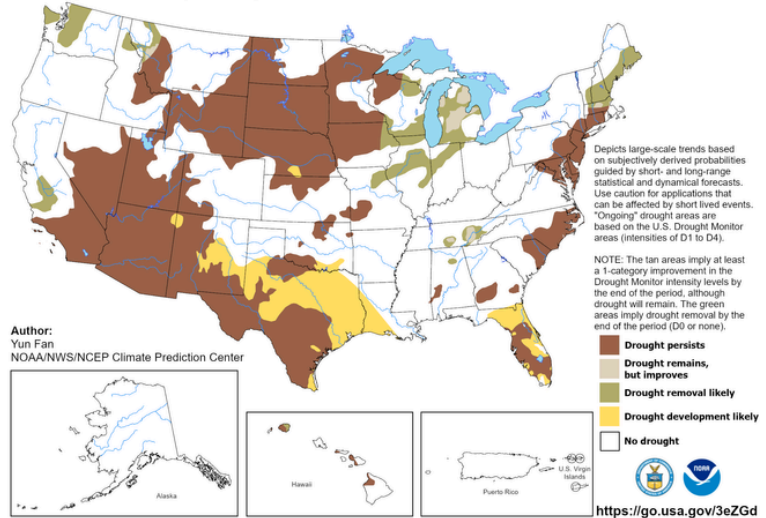 Depicts large-scale trends based
on subjectively derived probabilities
guided by short- and long-range
statistical and dynamical forecasts.
Use caution for applications that
can be affected by short lived events.
"Ongoing" drought areas are
based on the U.S. Drought Monitor
areas (intensities of D1 to D4).
NOTE: The tan areas imply at least
a 1-category improvement in the
Drought Monitor intensity levels by
the end of the period, although
drought will remain. The green
areas imply drought removal by the
end of the period (D0 or none).
Author:
Yun Fan
NOAA/NWS/NCEP Climate Prediction Center
Drought persists
Drought remains,
but improves
Drought removal likely
Drought development likely
No drought
Alaska
Hawaii
Puerto Rico
U.S. Virgin
Islands
NOAA
https://go.usa.gov/3eZGd